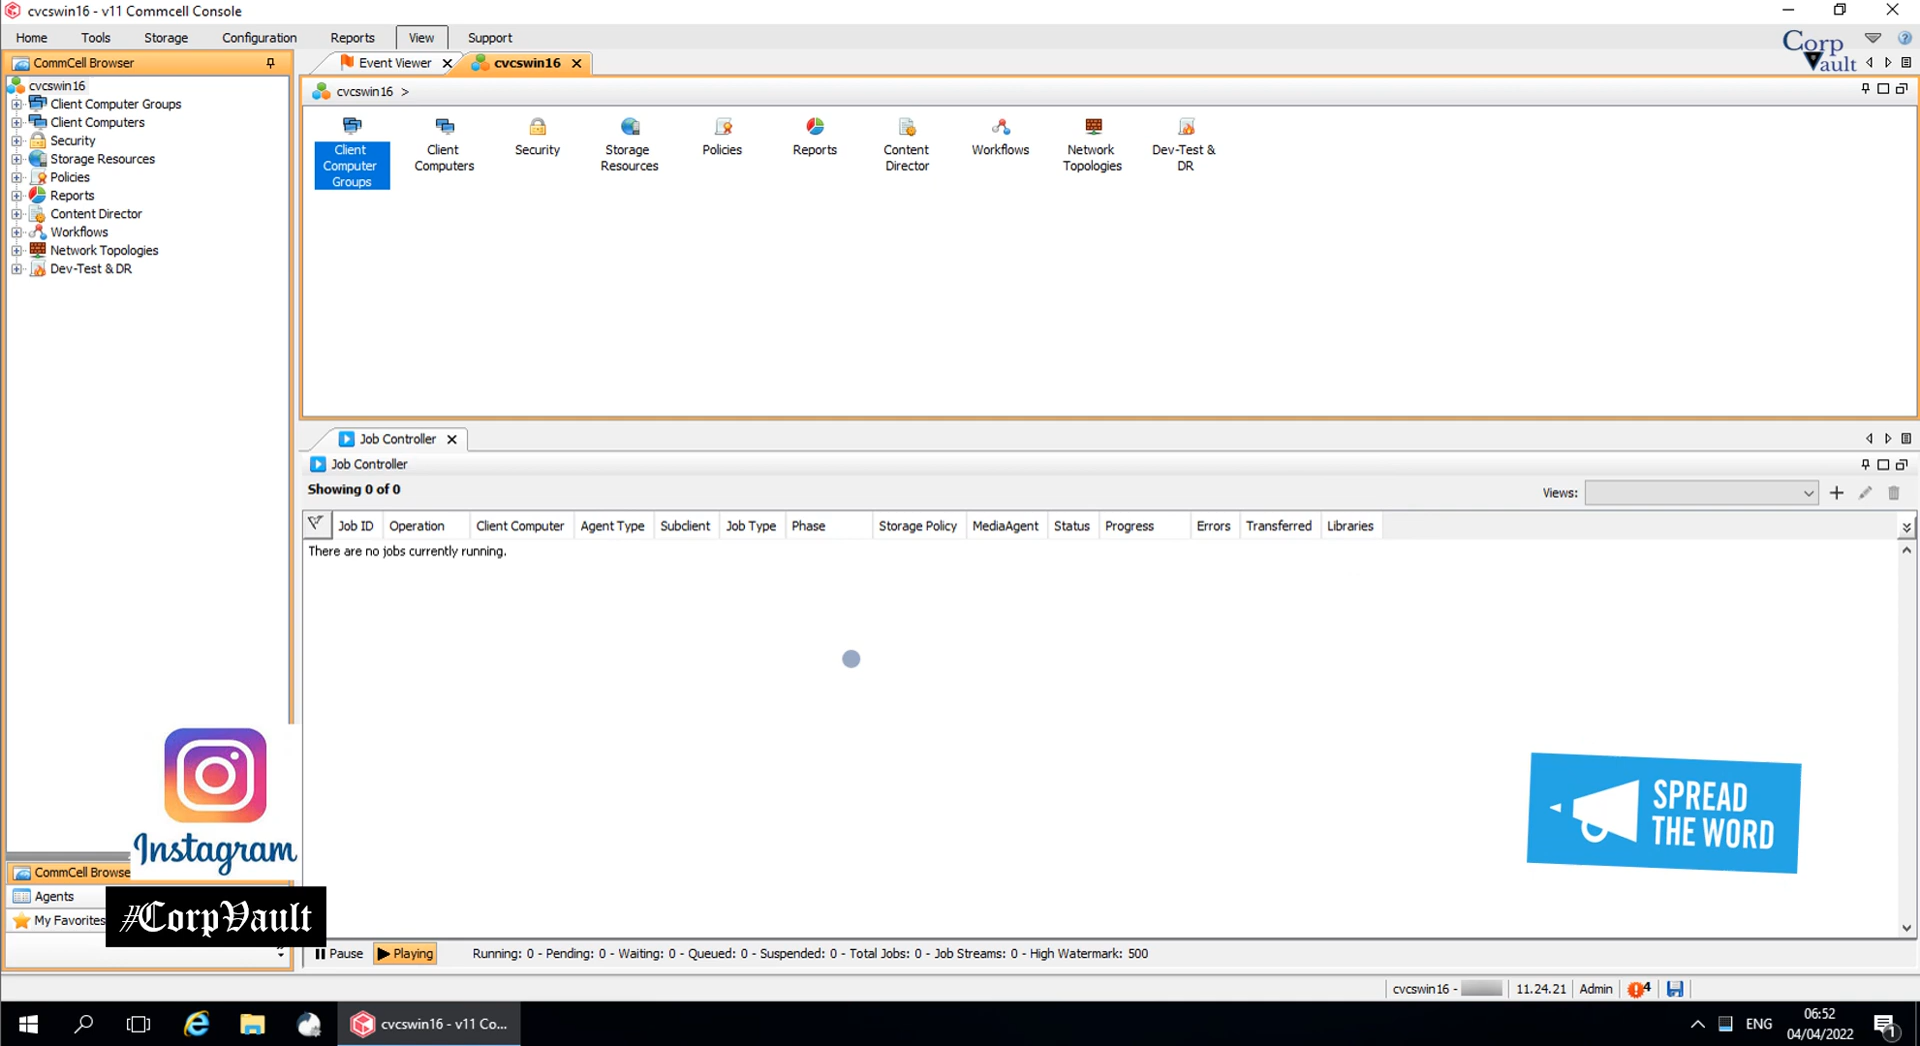 cvcswin16 - v11 Commcell Console
Home Tools Storage Configuration Reports View Support
Corp Vault
CommCell Browser
Event Viewer
cvcswin16
cvcswin16
Client Computer Groups
Client Computers
Security
Storage Resources
Policies
Reports
Content Director
Workflows
Network Topologies
Dev-Test & DR
cvcswin16 >
Client Computer Groups
Client Computers
Security
Storage Resources
Policies
Reports
Content Director
Workflows
Network Topologies
Dev-Test & DR
Job Controller
Job Controller
Showing 0 of 0
Views:
Job ID Operation Client Computer Agent Type Subclient Job Type Phase Storage Policy MediaAgent Status Progress Errors Transferred Libraries
There are no jobs currently running.
Instagram
SPREAD
THE WORD
CommCell Browse
Agents
My Favorites
#CorpVault
Pause Playing Running: 0 - Pending: 0 - Waiting: 0 - Queued: 0 - Suspended: 0 - Total Jobs: 0 - Job Streams: 0 - High Watermark: 500
cvcswin16 - 11.24.21 Admin 4
cvcswin16 - v11 Co...
ENG
06:52
04/04/2022
1